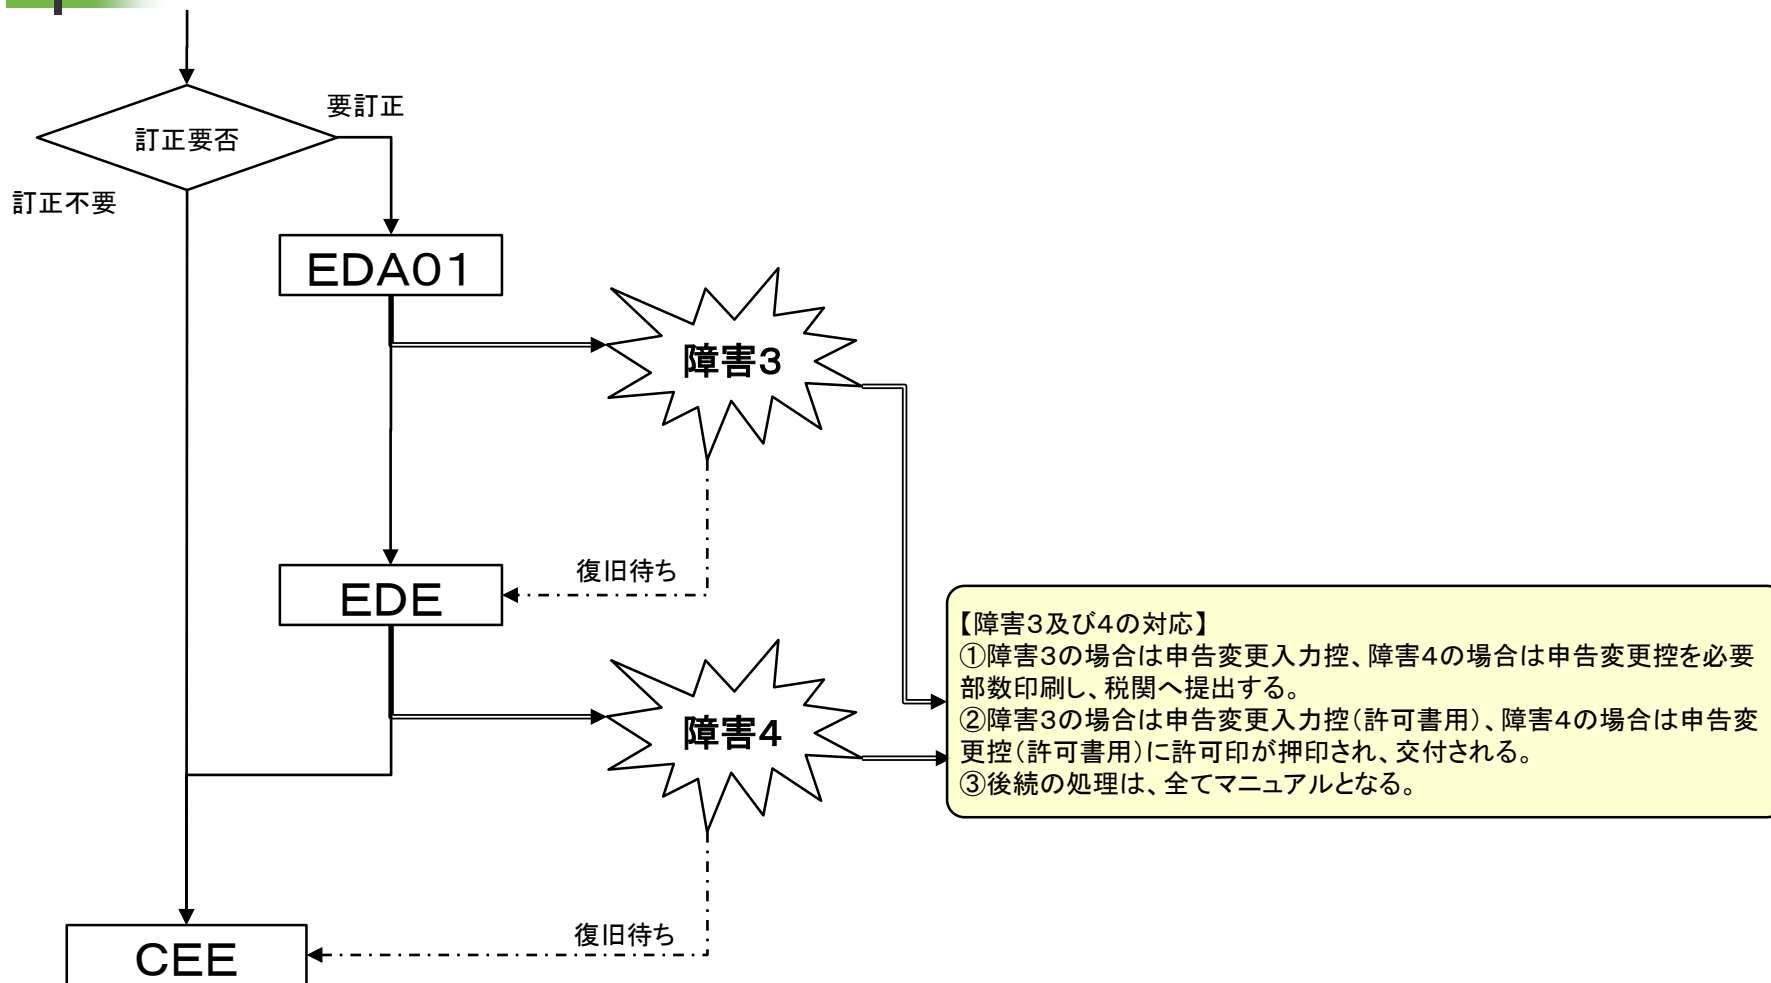 要訂正
訂正要否
訂正不要
EDA01
障害3
復旧待ち
EDE
【障害3及び4の対応】
①障害3の場合は申告変更入力控、障害4の場合は申告変更控を必要
部数印刷し、税関へ提出する。
②障害3の場合は申告変更入力控(許可書用)、障害4の場合は申告変
更控(許可書用)に許可印が押印され、交付される。
③後続の処理は、全てマニュアルとなる。
障害4
復旧待ち
CEE